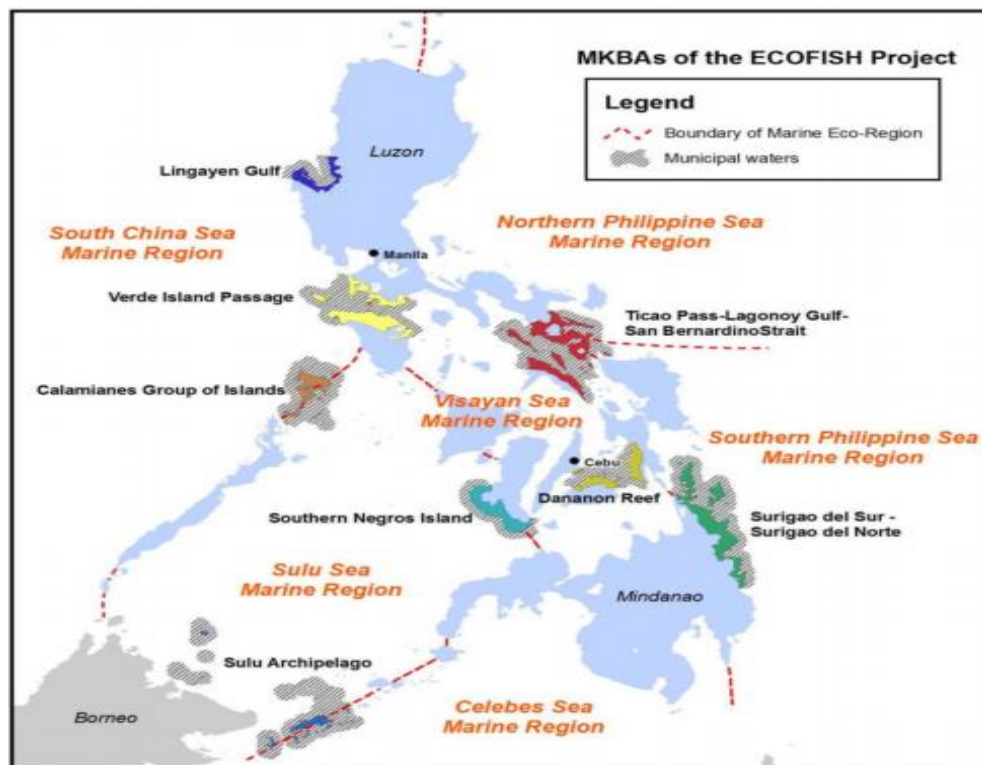 MKBAs of the ECOFISH Project
Legend
Boundary of Marine Eco-Region
Municipal waters
Luzon
Lingayen Gulf
South China Sea
Marine Region
Northern Philippine Sea
Marine Region
Manila
Verde Island Passage
Ticao Pass-Lagonoy Gulf-
San BernardinoStrait
Calamianes Group of Islands
Visayan Sea
Marine Region
Southern Philippine Sea
Marine Region
Cebu
Dananon Reef
Southern Negros Island
Surigao del Sur -
Surigao del Norte
Sulu Sea
Marine Region
Mindanao
Sulu Archipelago
Borneo
Celebes Sea
Marine Region